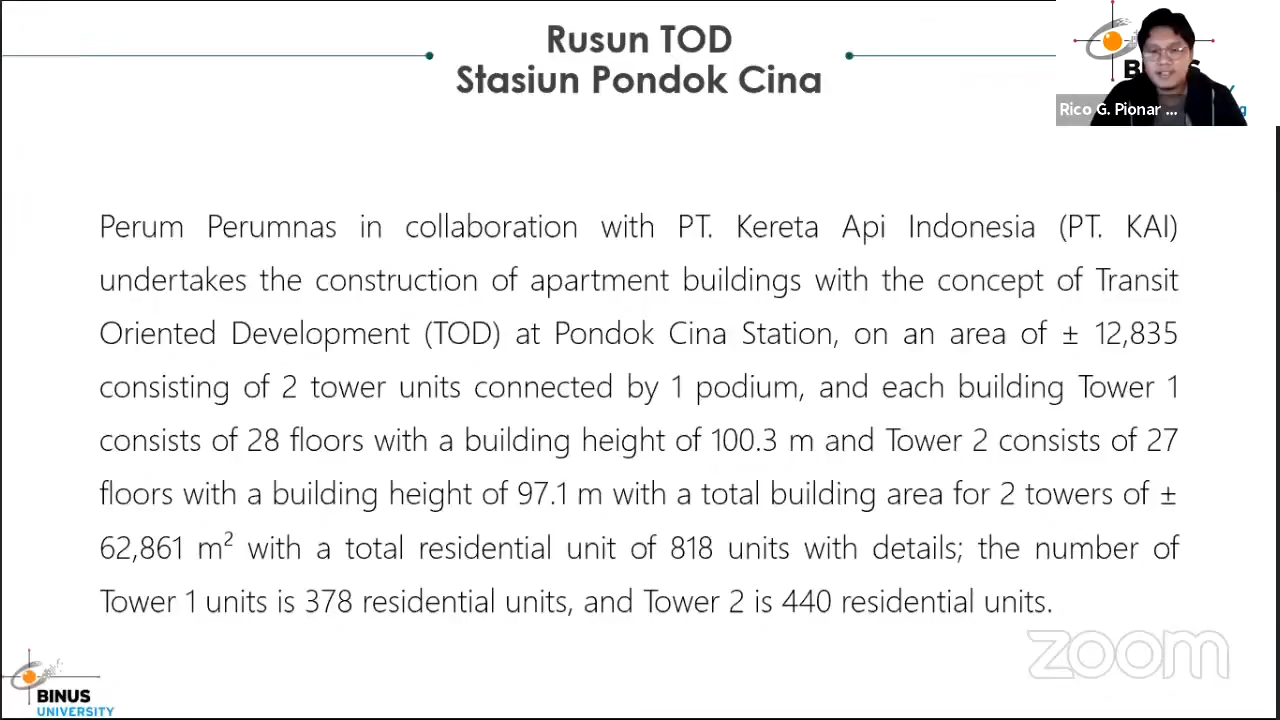 Rusun TOD
Stasiun Pondok Cina
Rico G. Pionar ...
Perum Perumnas in collaboration with PT. Kereta Api Indonesia (PT. KAI)
undertakes the construction of apartment buildings with the concept of Transit
Oriented Development (TOD) at Pondok Cina Station, on an area of ± 12,835
consisting of 2 tower units connected by 1 podium, and each building Tower 1
consists of 28 floors with a building height of 100.3 m and Tower 2 consists of 27
floors with a building height of 97.1 m with a total building area for 2 towers of ±
62,861 m² with a total residential unit of 818 units with details; the number of
Tower 1 units is 378 residential units, and Tower 2 is 440 residential units.
zoom
BINUS
UNIVERSITY